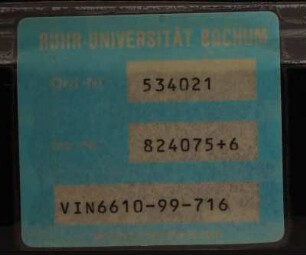 RUHR-UNIVERSITÄT BOCHUM
534021
824075+6
VIN6610-99-716